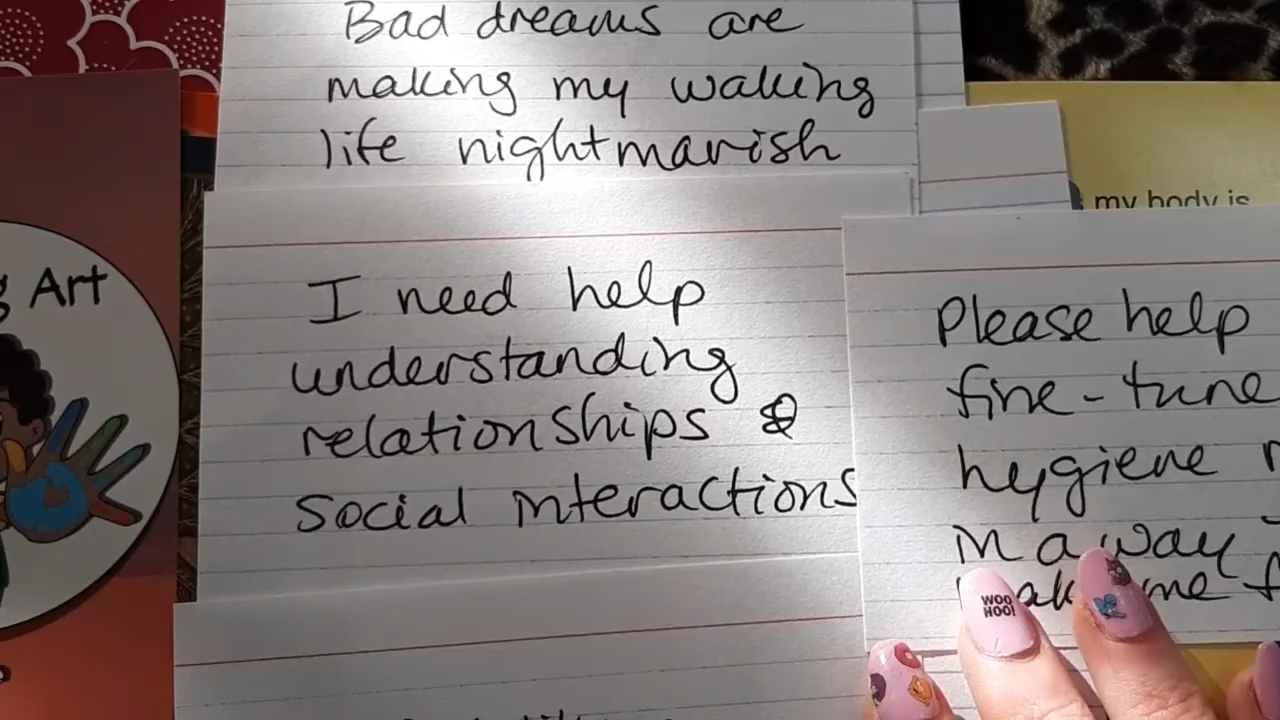 Bad dreams are
making my waking
life nightmarish
my body is
I need help
understanding
relationships &
social interactions
Please help
fine-tune
hygiene
in a way
me
Art
WOO
HOO!